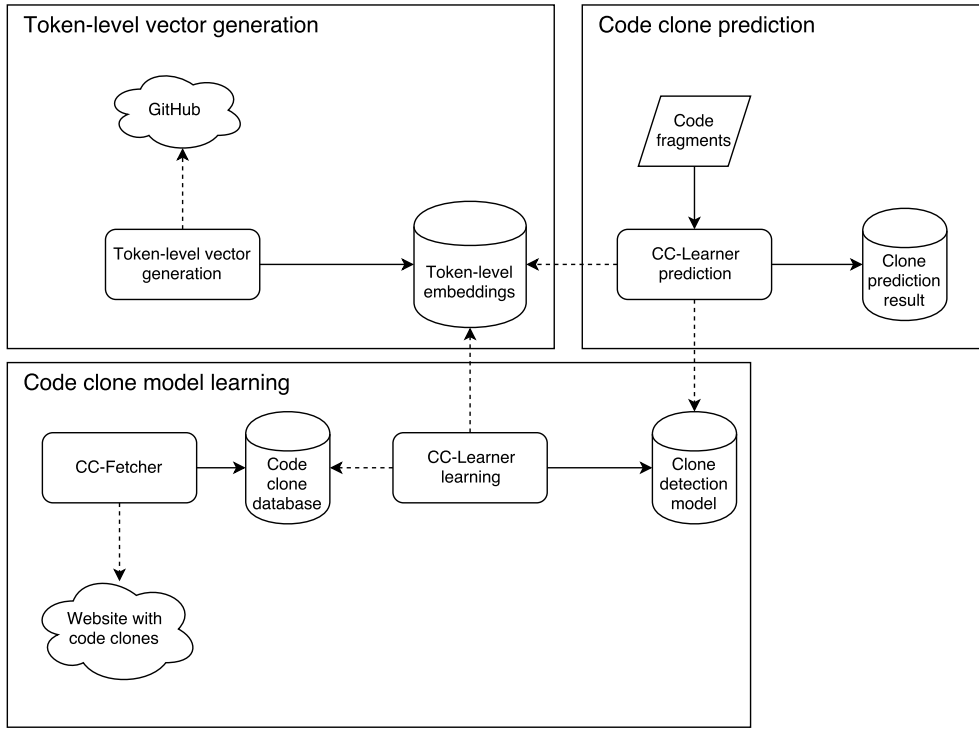 Token-level vector generation
GitHub
Token-level vector
generation
Token-level
embeddings
Code clone prediction
Code
fragments
CC-Learner
prediction
Clone
prediction
result
Code clone model learning
CC-Fetcher
Code
clone
database
CC-Learner
learning
Clone
detection
model
Website with
code clones